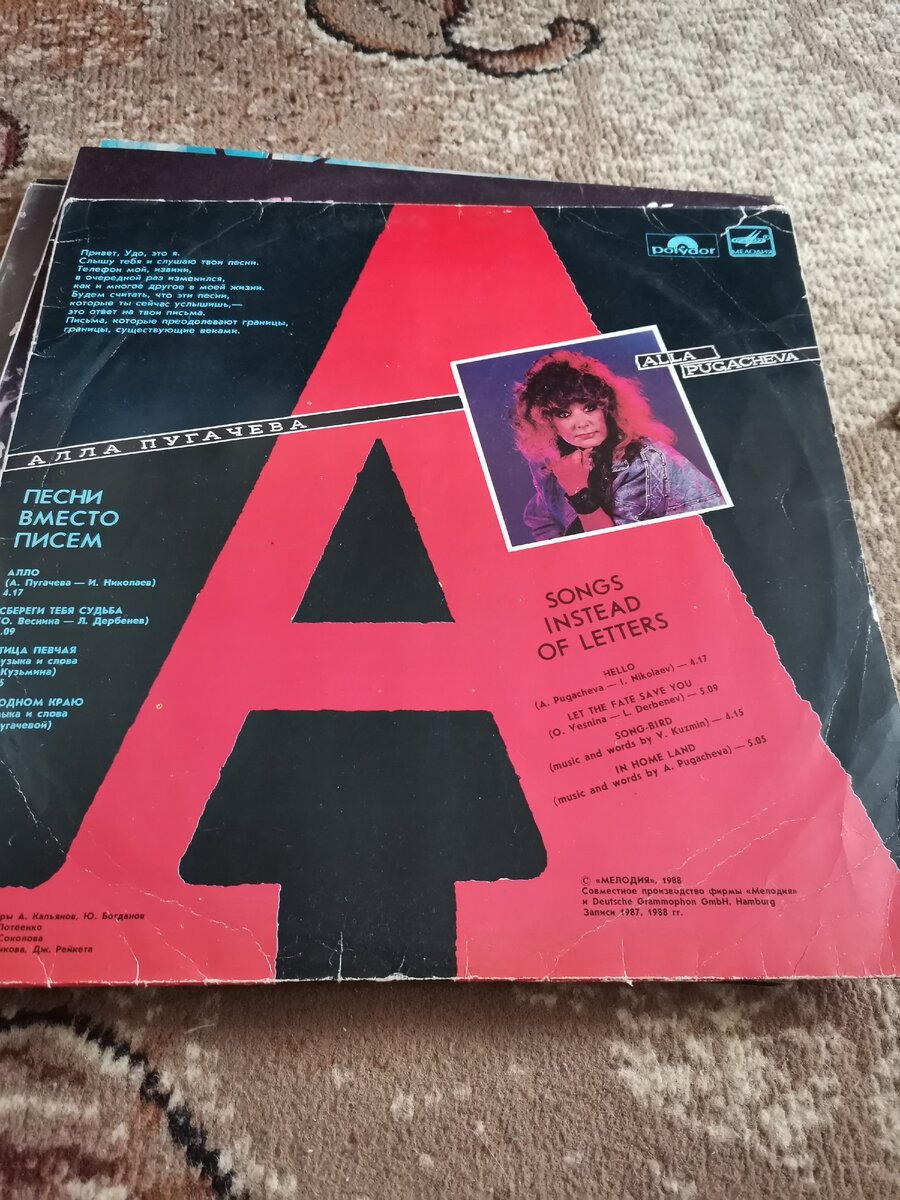 Привет, Удо, это я.
Слышу тебя и слушаю твои песни.
Телефон мой, извини,
в очередной раз изменился,
как и многое другое в моей жизни.
Будем считать, что эти песни,
которые ты сейчас услышишь,—
это ответ на твои письма.
Письма, которые преодолевают границы,
границы, существующие веками.
polydor
МЕЛОДИЯ
ALLA
PUGACHEVA
АЛЛА ПУГАЧЕВА
ПЕСНИ
ВМЕСТО
ПИСЕМ
АЛЛО
(А. Пугачева — И. Николаев)
4.17
СБЕРЕГИ ТЕБЯ СУДЬБА
О. Веснина — Л. Дербенев)
.09
ТИЦА ПЕВЧАЯ
узыка и слова
Кузьмина)
5
ОДНОМ КРАЮ
ыка и слова
угачевой)
SONGS
INSTEAD
OF LETTERS
HELLO
(A. Pugacheva — I. Nikolaev) — 4.17
LET THE FATE SAVE YOU
(O. Vesnina — L. Derbenev) — 5.09
SONG-BIRD
(music and words by V. Kuzmin) — 4.15
IN HOME LAND
(music and words by A. Pugacheva) — 5.05
© «МЕЛОДИЯ», 1988
Совместное производство фирмы «Мелодия»
и Deutsche Grammophon GmbH, Hamburg
Записи 1987, 1988 гг.
ры А. Кальянов, Ю. Богданов
Потеенко
Соколова
чкова, Дж. Рейкета